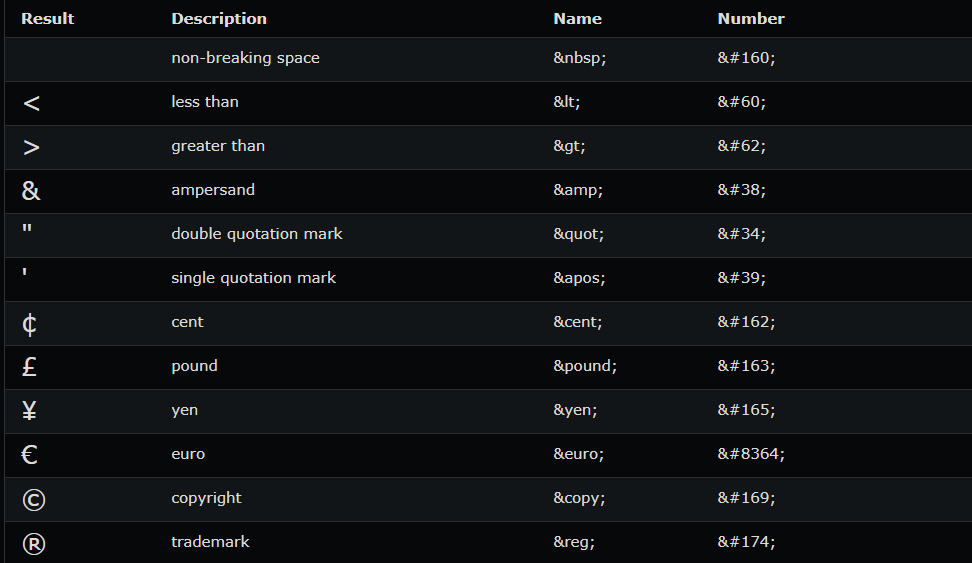 Result Description Name Number
non-breaking space &nbsp; &#160;
< less than &lt; &#60;
> greater than &gt; &#62;
& ampersand &amp; &#38;
" double quotation mark &quot; &#34;
' single quotation mark &apos; &#39;
¢ cent &cent; &#162;
£ pound &pound; &#163;
¥ yen &yen; &#165;
€ euro &euro; &#8364;
© copyright &copy; &#169;
® trademark &reg; &#174;